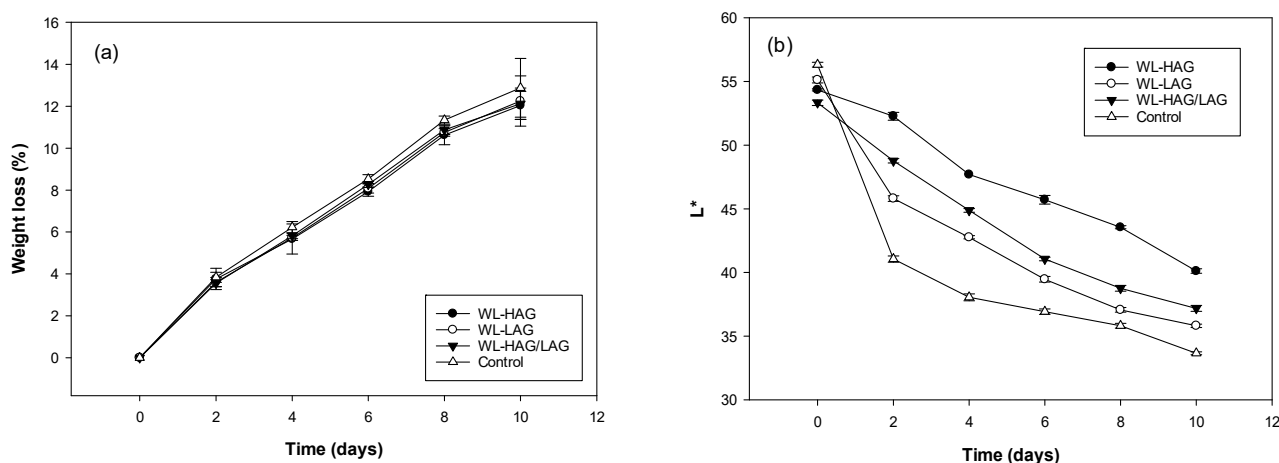 (a)
Weight loss (%)
16
14
12
10
8
6
4
2
0
WL-HAG
WL-LAG
WL-HAG/LAG
Control
0 2 4 6 8 10 12
Time (days)
(b)
L*
60
55
50
45
40
35
30
WL-HAG
WL-LAG
WL-HAG/LAG
Control
0 2 4 6 8 10 12
Time (days)